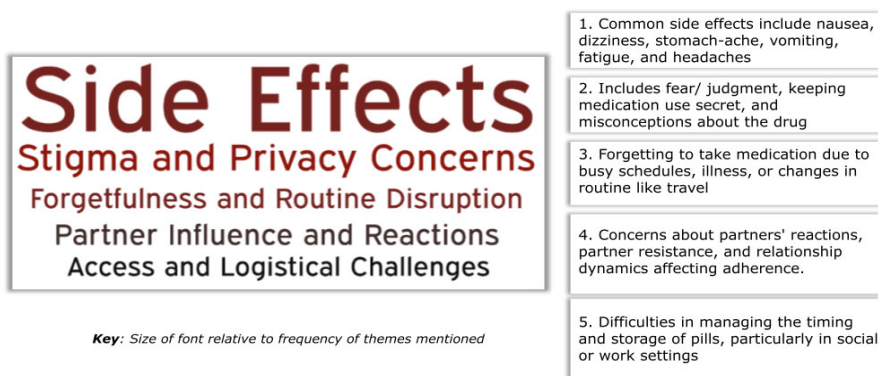 Side Effects
Stigma and Privacy Concerns
Forgetfulness and Routine Disruption
Partner Influence and Reactions
Access and Logistical Challenges
Key: Size of font relative to frequency of themes mentioned
1. Common side effects include nausea,
dizziness, stomach-ache, vomiting,
fatigue, and headaches
2. Includes fear/ judgment, keeping
medication use secret, and
misconceptions about the drug
3. Forgetting to take medication due to
busy schedules, illness, or changes in
routine like travel
4. Concerns about partners' reactions,
partner resistance, and relationship
dynamics affecting adherence.
5. Difficulties in managing the timing
and storage of pills, particularly in social
or work settings